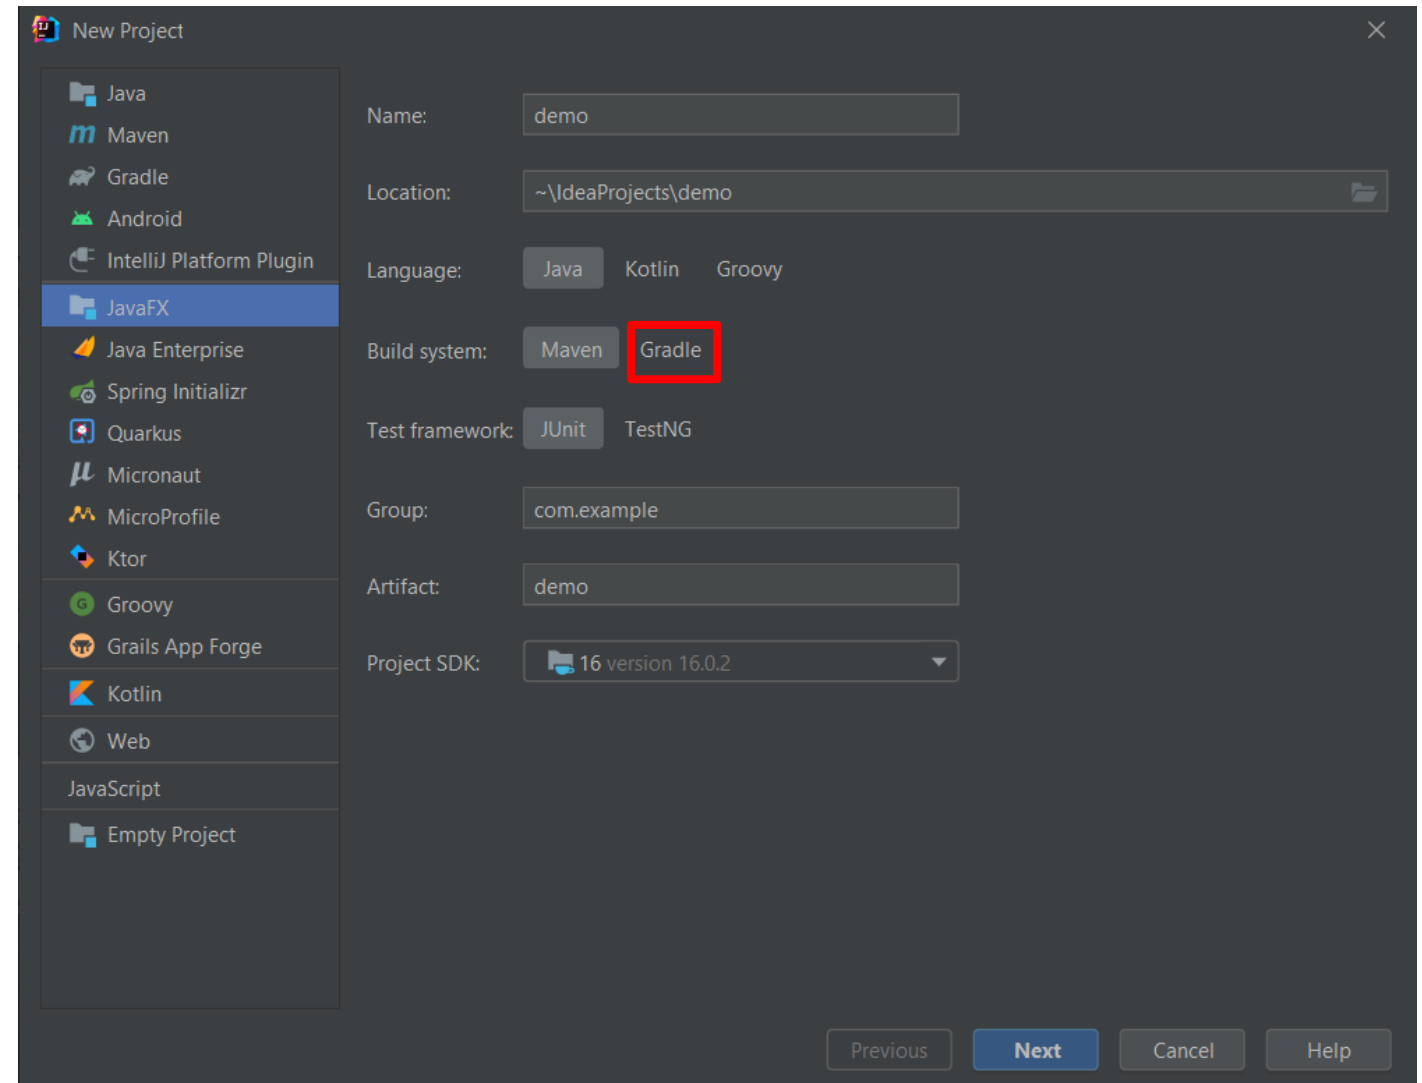 New Project
Java
Maven
Gradle
Android
IntelliJ Platform Plugin
JavaFX
Java Enterprise
Spring Initializr
Quarkus
Micronaut
MicroProfile
Ktor
Groovy
Grails App Forge
Kotlin
Web
JavaScript
Empty Project
Name: demo
Location: ~\IdeaProjects\demo
Language: Java Kotlin Groovy
Build system: Maven Gradle
Test framework: JUnit TestNG
Group: com.example
Artifact: demo
Project SDK: 16 version 16.0.2
Previous Next Cancel Help